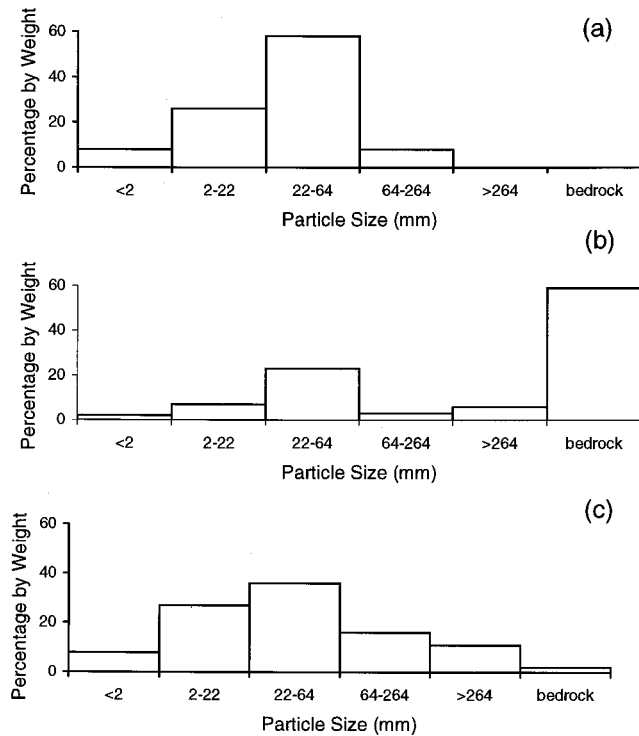 (a)
Percentage by Weight
60
40
20
0
<2 2-22 22-64 64-264 >264 bedrock
Particle Size (mm)
(b)
Percentage by Weight
60
40
20
0
<2 2-22 22-64 64-264 >264 bedrock
Particle Size (mm)
(c)
Percentage by Weight
60
40
20
0
<2 2-22 22-64 64-264 >264 bedrock
Particle Size (mm)